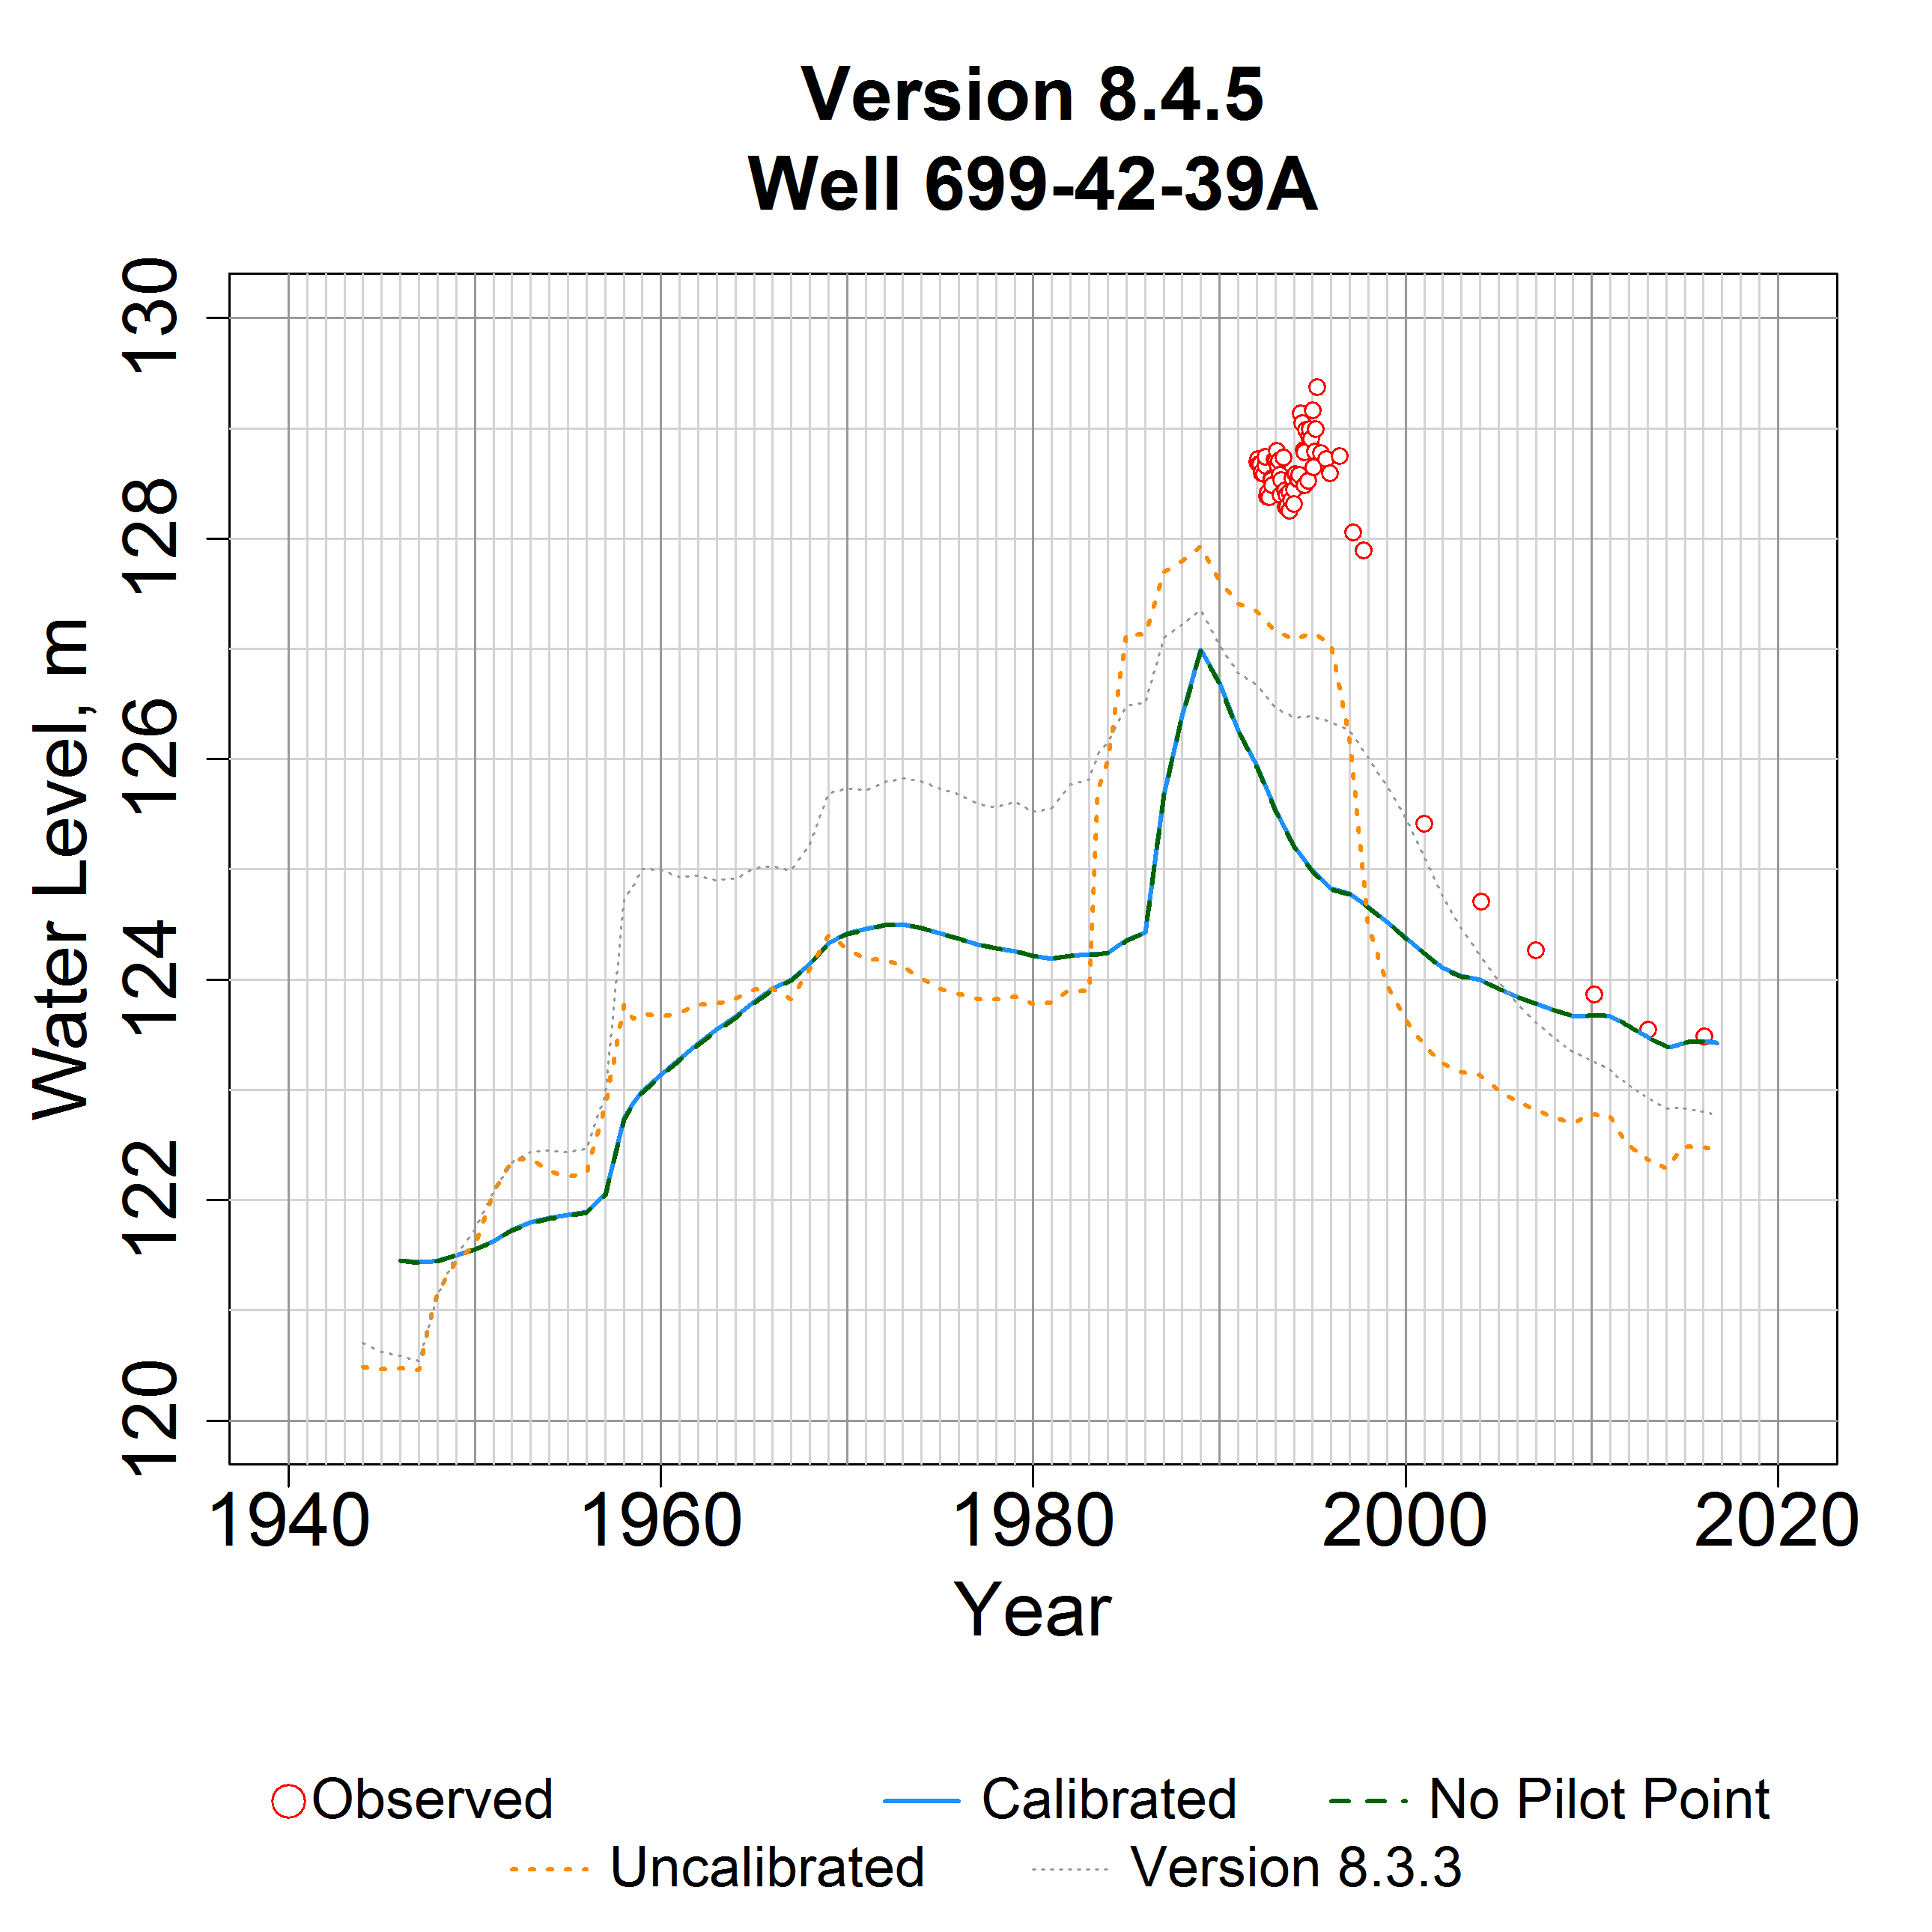 Version 8.4.5
Well 699-42-39A
Water Level, m
130
128
126
124
122
120
1940 1960 1980 2000 2020
Year
Observed Calibrated No Pilot Point
Uncalibrated Version 8.3.3